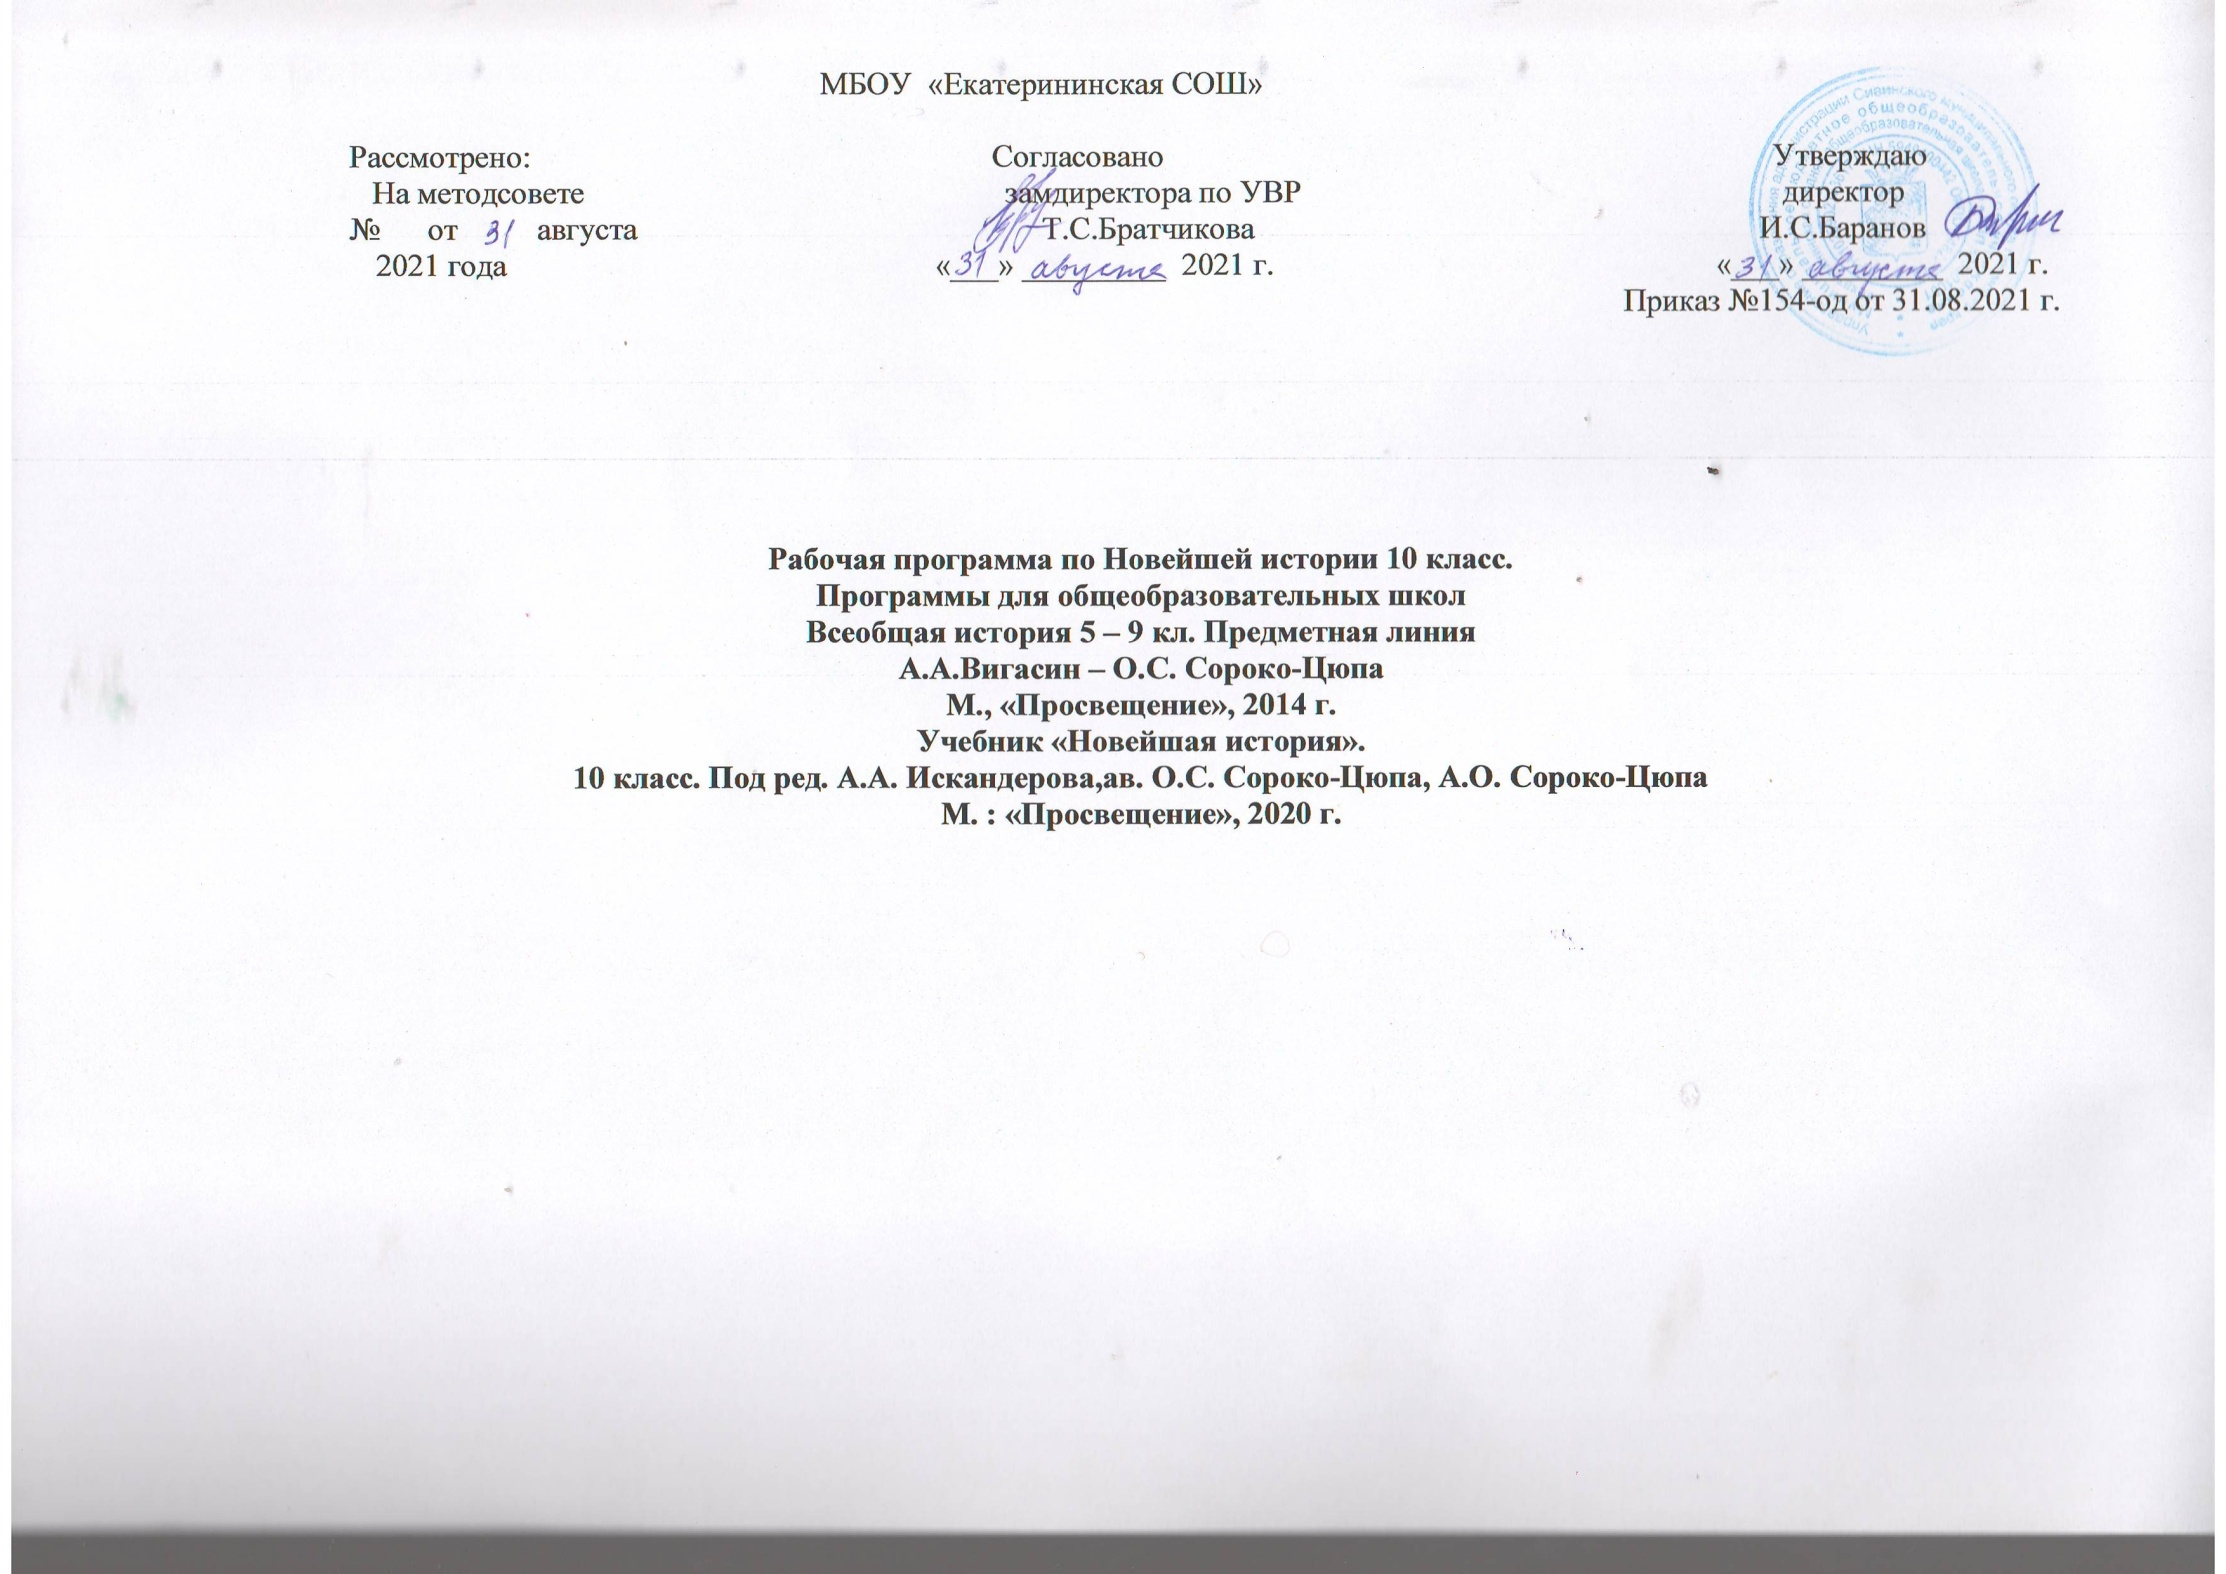 МБОУ «Екатерининская СОШ»
Рассмотрено:
На методсовете
№ от 31 августа
2021 года
Согласовано
замдиректора по УВР
Т.С.Братчикова
«31» августа 2021 г.
Утверждаю
директор
И.С.Баранов
«31» августа 2021 г.
Приказ №154-од от 31.08.2021 г.
Рабочая программа по Новейшей истории 10 класс.
Программы для общеобразовательных школ
Всеобщая история 5 – 9 кл. Предметная линия
А.А.Вигасин – О.С. Сороко-Цюпа
М., «Просвещение», 2014 г.
Учебник «Новейшая история».
10 класс. Под ред. А.А. Искандерова,ав. О.С. Сороко-Цюпа, А.О. Сороко-Цюпа
М. : «Просвещение», 2020 г.